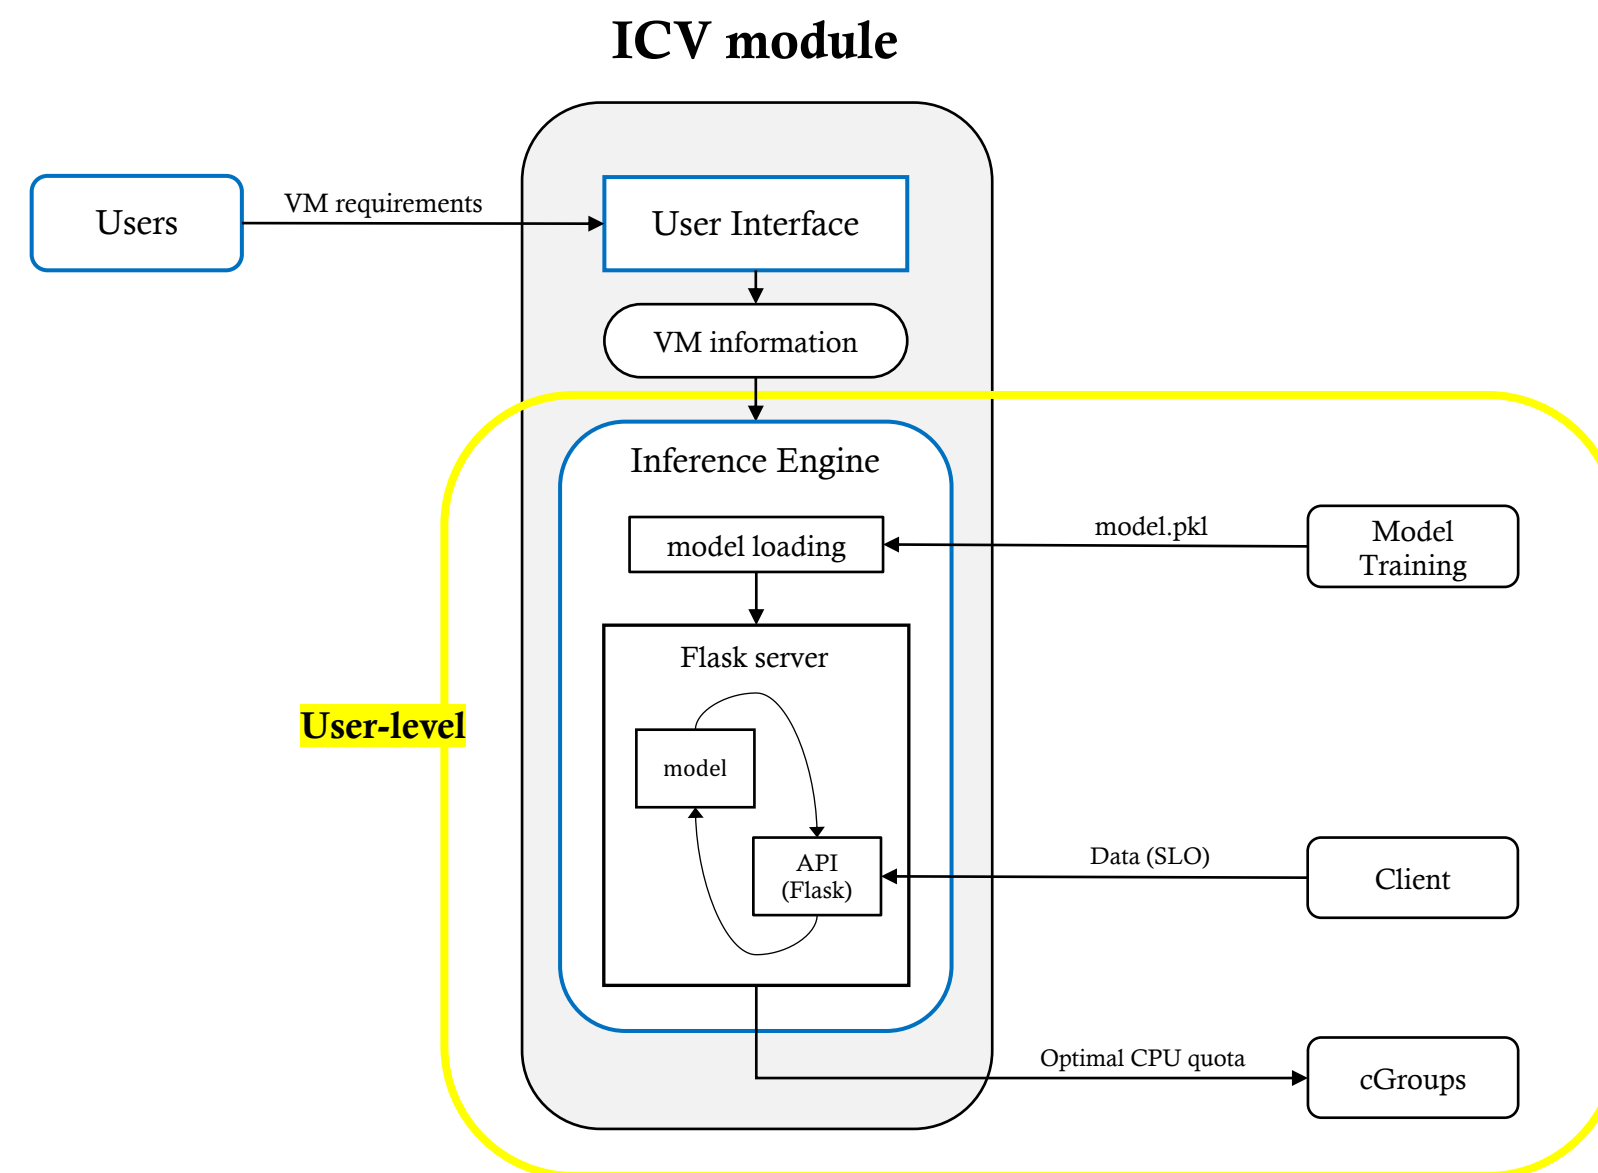 ICV module
Users
VM requirements
User Interface
VM information
Inference Engine
model loading
model.pkl
Model
Training
Flask server
User-level
model
API
(Flask)
Data (SLO)
Client
Optimal CPU quota
cGroups